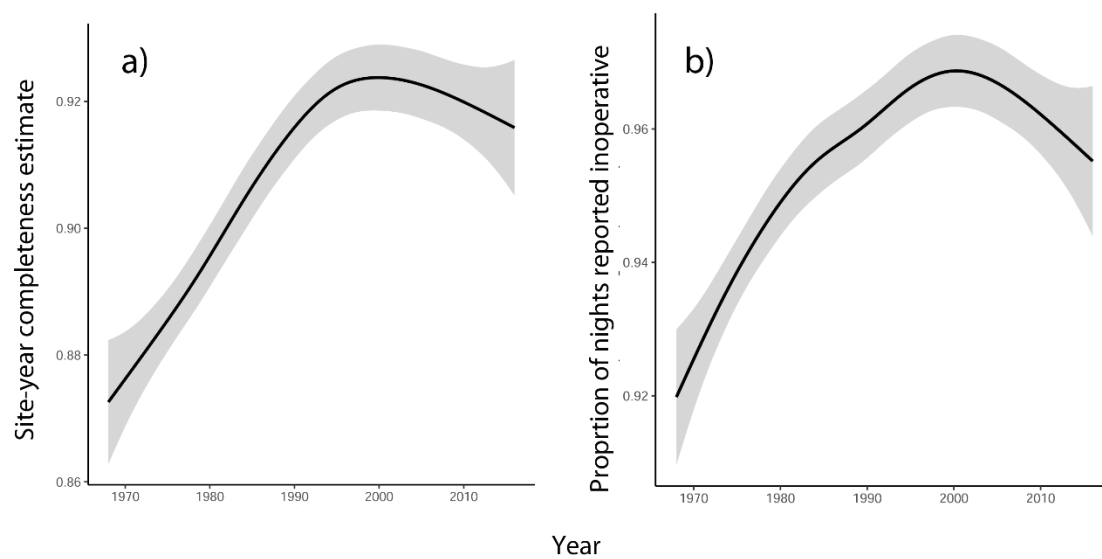 a)
Site-year completeness estimate
0.92
0.90
0.88
0.86
1970 1980 1990 2000 2010
b)
Proprtion of nights reported inoperative
0.96
0.94
0.92
1970 1980 1990 2000 2010
Year